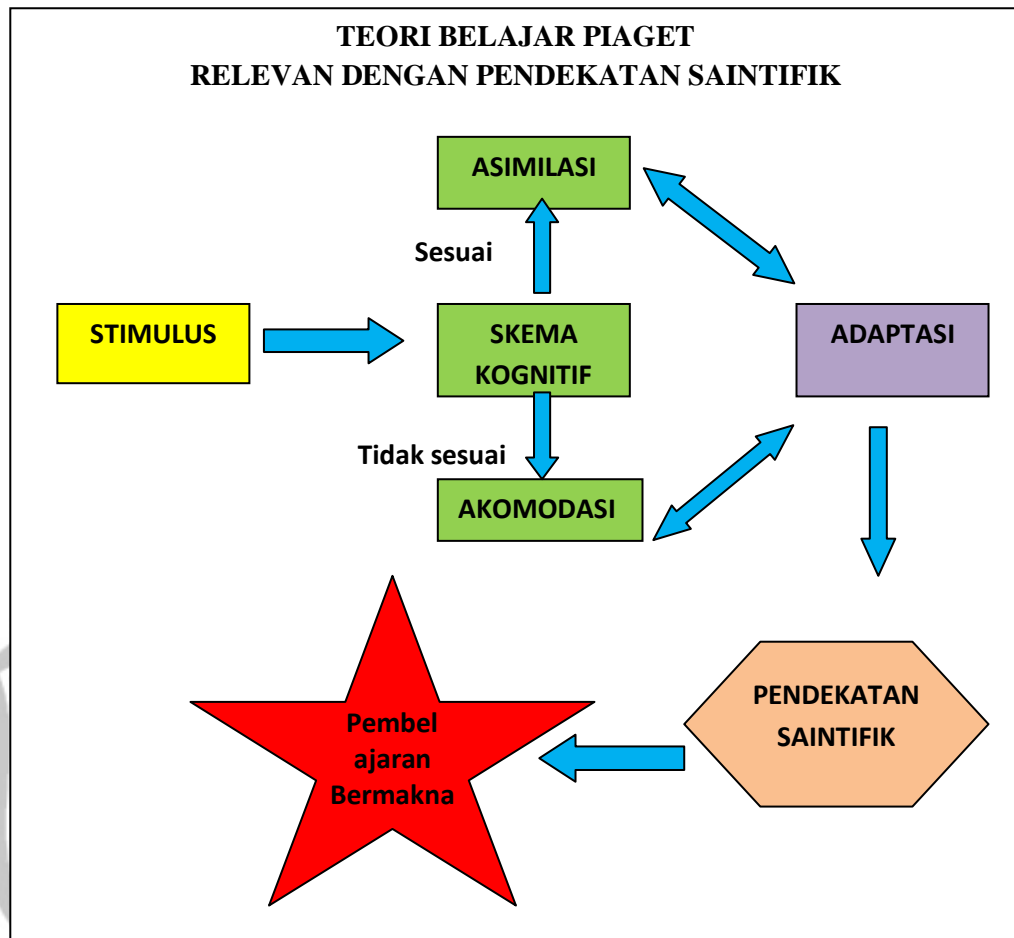 TEORI BELAJAR PIAGET
RELEVAN DENGAN PENDEKATAN SAINTIFIK
ASIMILASI
Sesuai
STIMULUS
SKEMA
KOGNITIF
ADAPTASI
Tidak sesuai
AKOMODASI
PENDEKATAN
SAINTIFIK
Pembel
ajaran
Bermakna